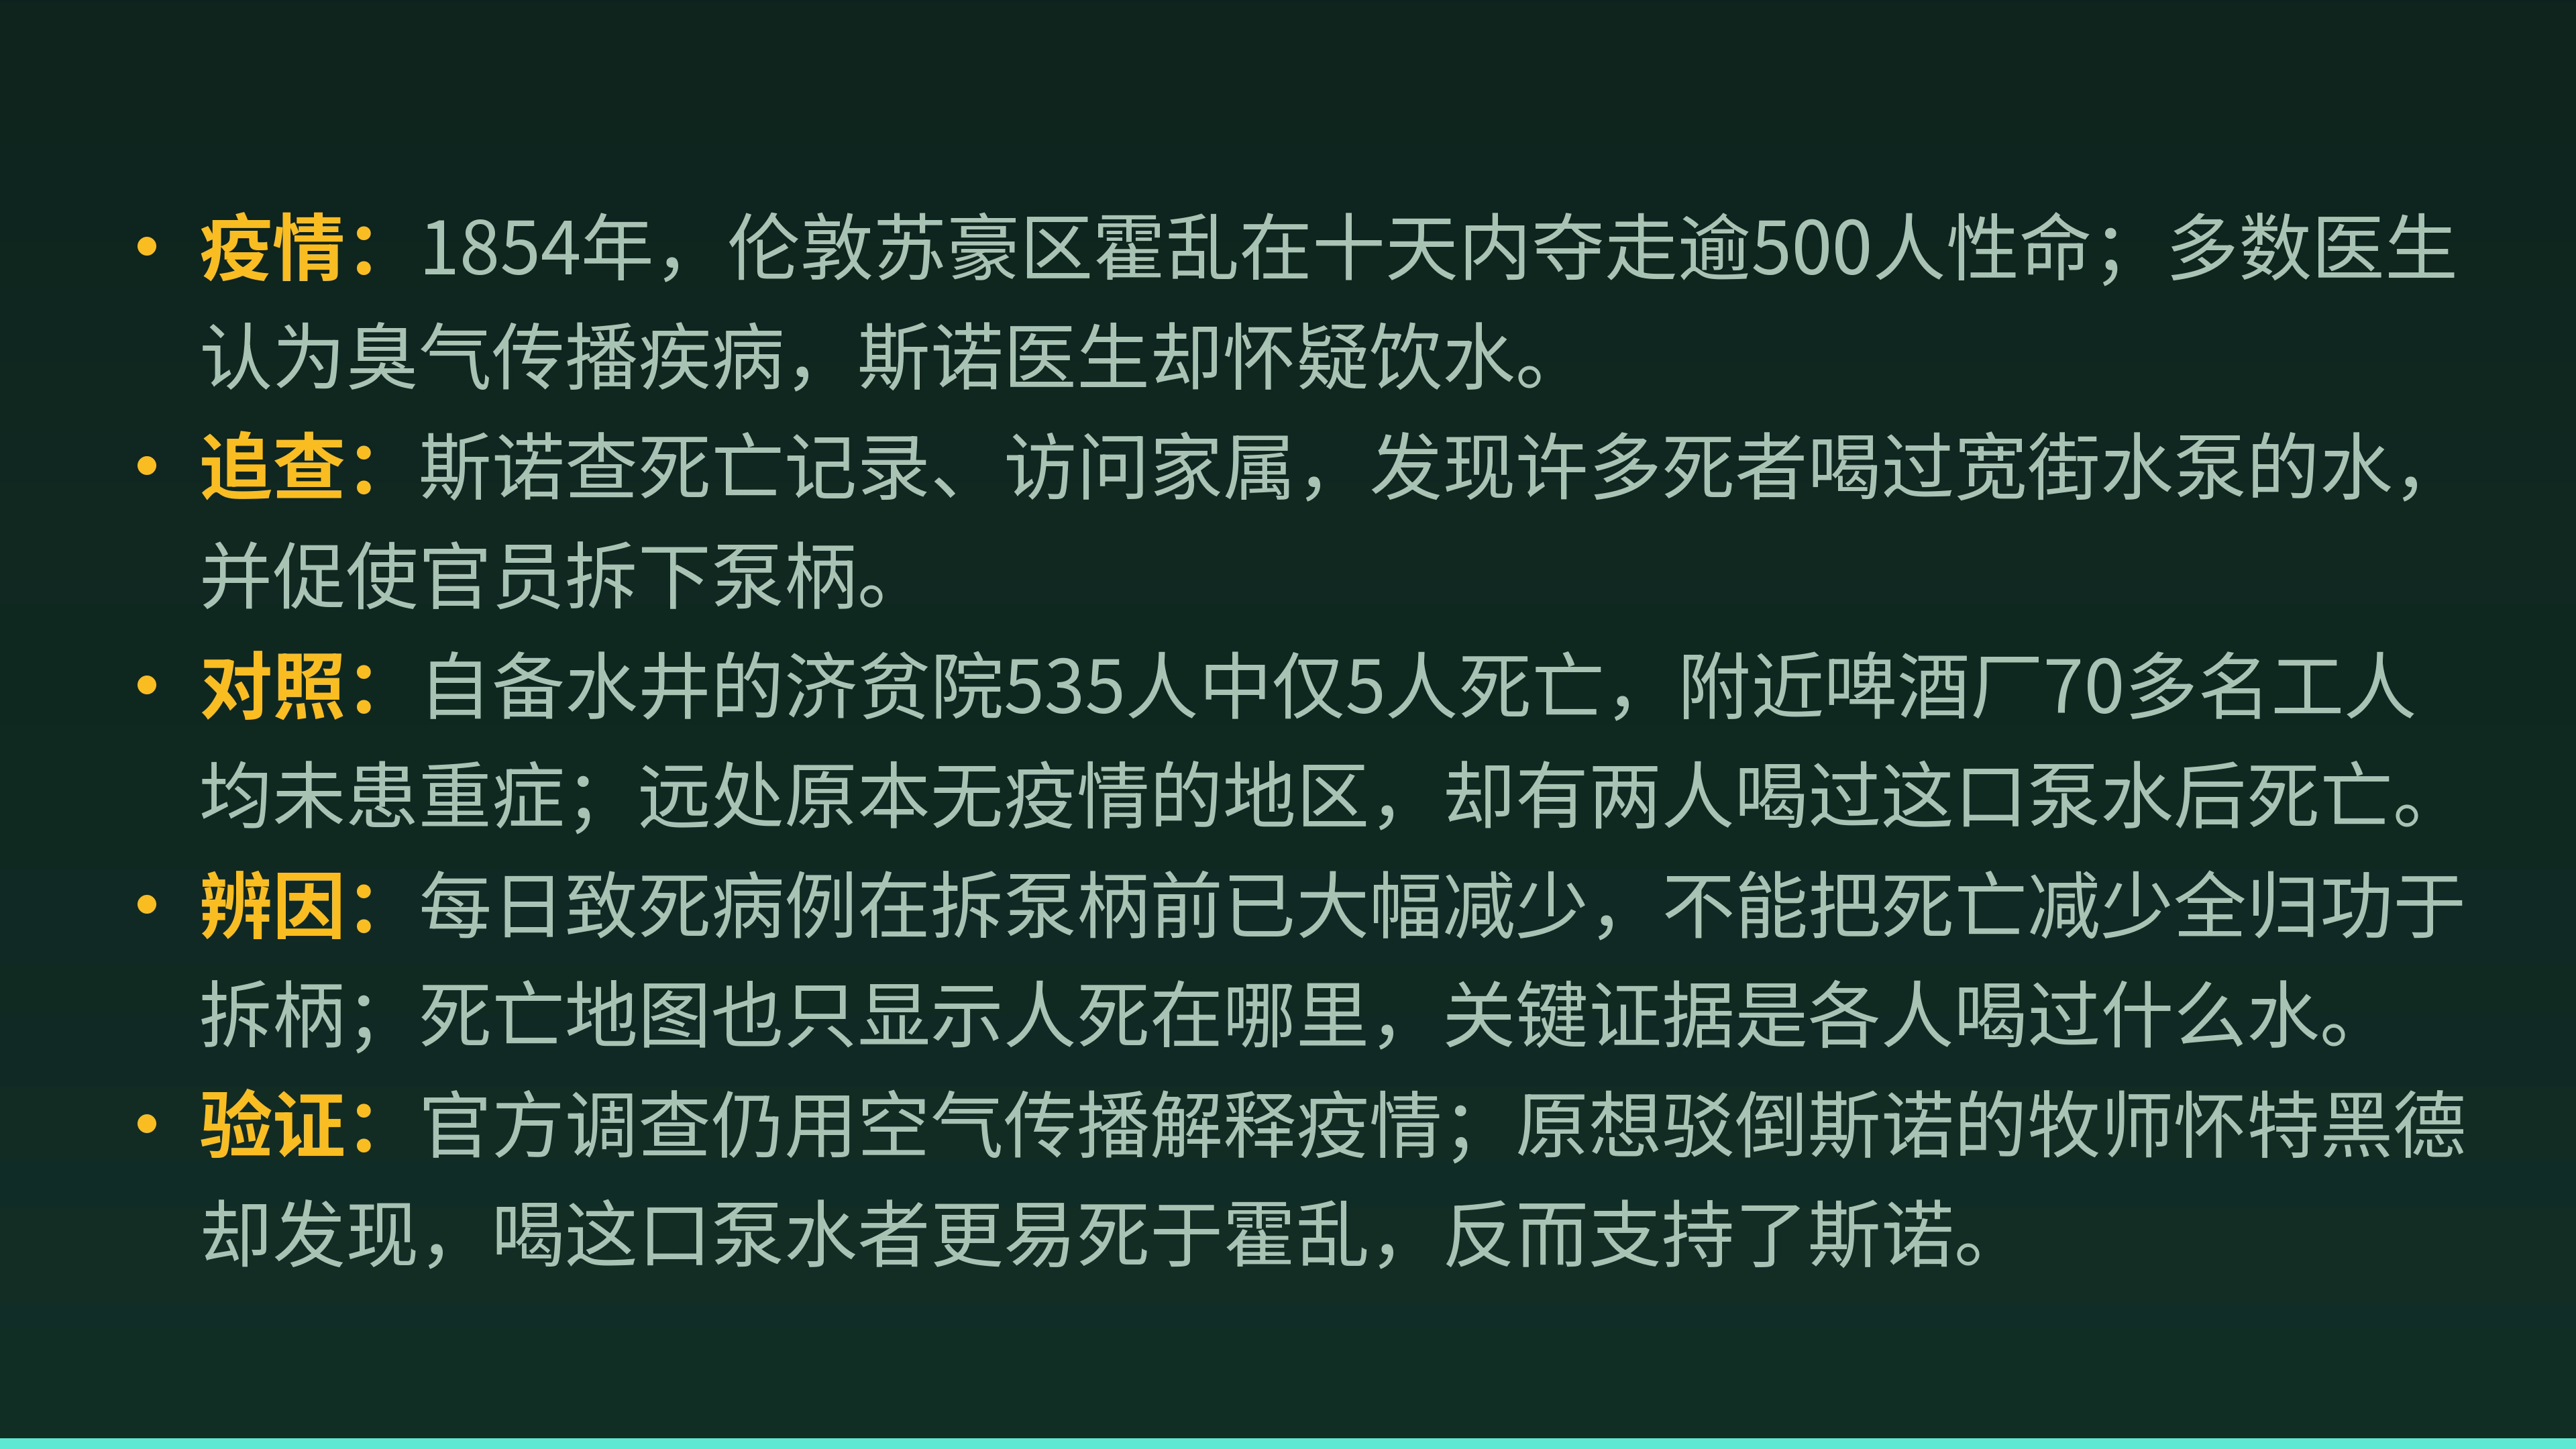 • 疫情：1854年，伦敦苏豪区霍乱在十天内夺走逾500人性命；多数医生
认为臭气传播疾病，斯诺医生却怀疑饮水。
• 追查：斯诺查死亡记录、访问家属，发现许多死者喝过宽街水泵的水，
并促使官员拆下泵柄。
• 对照：自备水井的济贫院535人中仅5人死亡，附近啤酒厂70多名工人
均未患重症；远处原本无疫情的地区，却有两人喝过这口泵水后死亡。
• 辨因：每日致死病例在拆泵柄前已大幅减少，不能把死亡减少全归功于
拆柄；死亡地图也只显示人死在哪里，关键证据是各人喝过什么水。
• 验证：官方调查仍用空气传播解释疫情；原想驳倒斯诺的牧师怀特黑德
却发现，喝这口泵水者更易死于霍乱，反而支持了斯诺。